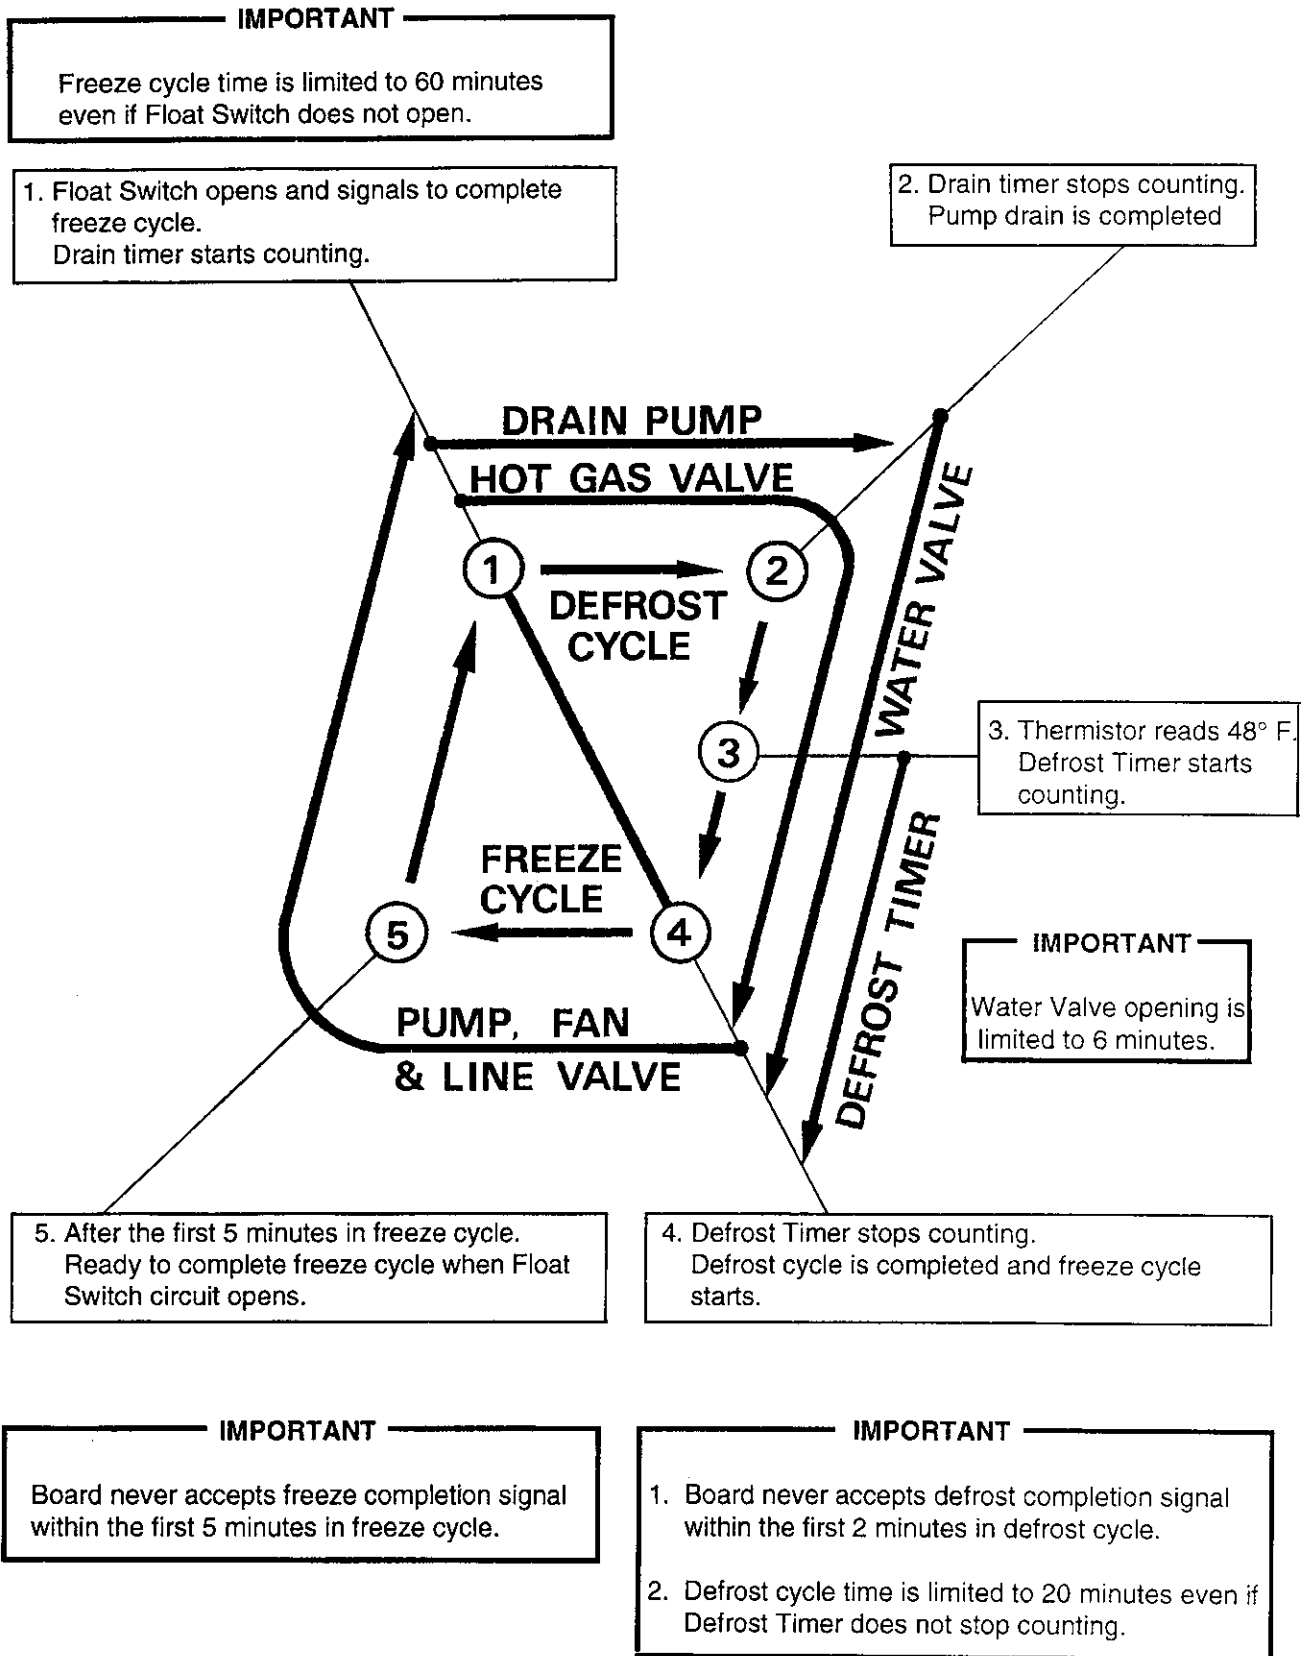 IMPORTANT
Freeze cycle time is limited to 60 minutes
even if Float Switch does not open.
1. Float Switch opens and signals to complete
freeze cycle.
Drain timer starts counting.
2. Drain timer stops counting.
Pump drain is completed
DRAIN PUMP
HOT GAS VALVE
1
2
DEFROST
CYCLE
WATER VALVE
3
3. Thermistor reads 48° F.
Defrost Timer starts
counting.
FREEZE
CYCLE
5
4
DEFROST TIMER
IMPORTANT
Water Valve opening is
limited to 6 minutes.
PUMP, FAN
& LINE VALVE
5. After the first 5 minutes in freeze cycle.
Ready to complete freeze cycle when Float
Switch circuit opens.
4. Defrost Timer stops counting.
Defrost cycle is completed and freeze cycle
starts.
IMPORTANT
Board never accepts freeze completion signal
within the first 5 minutes in freeze cycle.
IMPORTANT
1. Board never accepts defrost completion signal
within the first 2 minutes in defrost cycle.
2. Defrost cycle time is limited to 20 minutes even if
Defrost Timer does not stop counting.